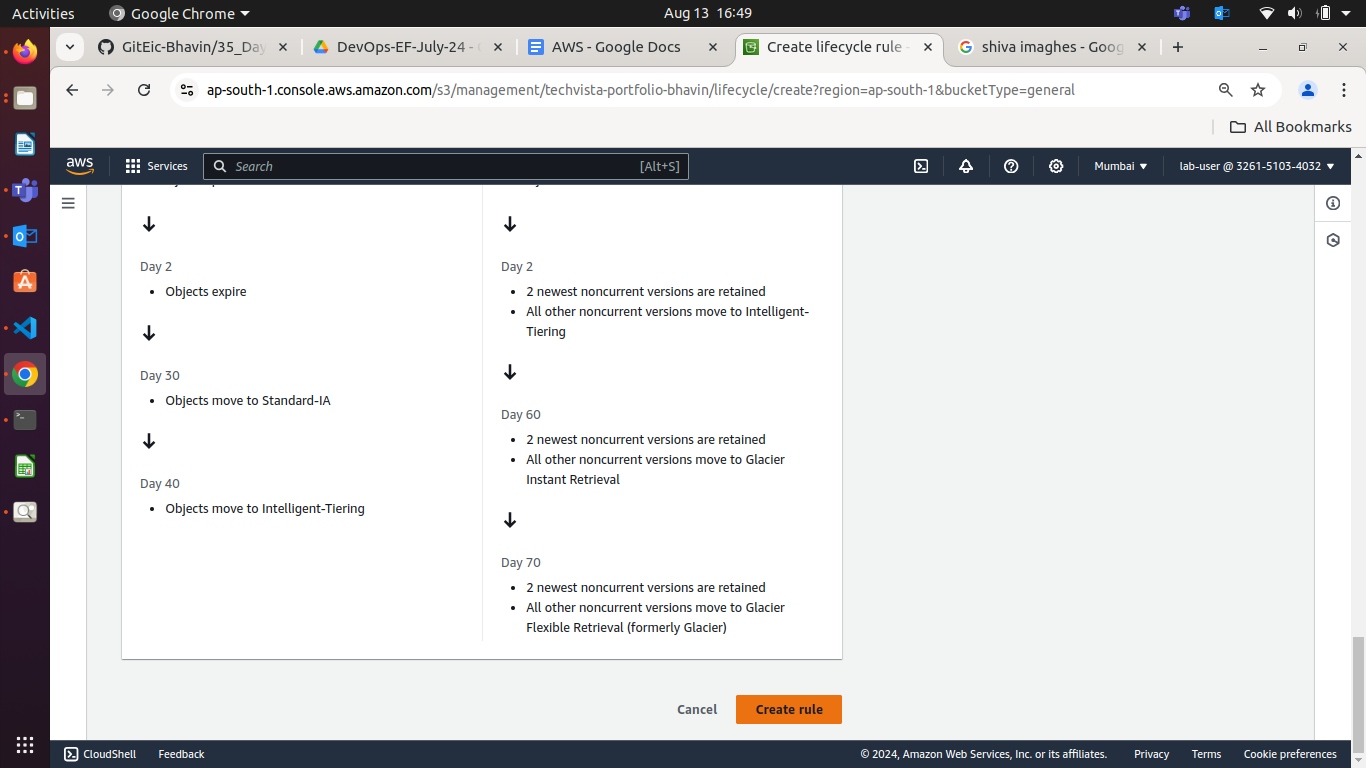 Activities
Google Chrome
Aug 13 16:49
GitEic-Bhavin/35_Day
DevOps-EF-July-24 -
AWS - Google Docs
Create lifecycle rule -
shiva imaghes - Goog
ap-south-1.console.aws.amazon.com/s3/management/techvista-portfolio-bhavin/lifecycle/create?region=ap-south-1&bucketType=general
All Bookmarks
aws
Services
Search
[Alt+S]
Mumbai
lab-user @ 3261-5103-4032
Day 2
Objects expire
Day 30
Objects move to Standard-IA
Day 40
Objects move to Intelligent-Tiering
Day 2
2 newest noncurrent versions are retained
All other noncurrent versions move to Intelligent-
Tiering
Day 60
2 newest noncurrent versions are retained
All other noncurrent versions move to Glacier
Instant Retrieval
Day 70
2 newest noncurrent versions are retained
All other noncurrent versions move to Glacier
Flexible Retrieval (formerly Glacier)
Cancel
Create rule
CloudShell
Feedback
© 2024, Amazon Web Services, Inc. or its affiliates.
Privacy
Terms
Cookie preferences